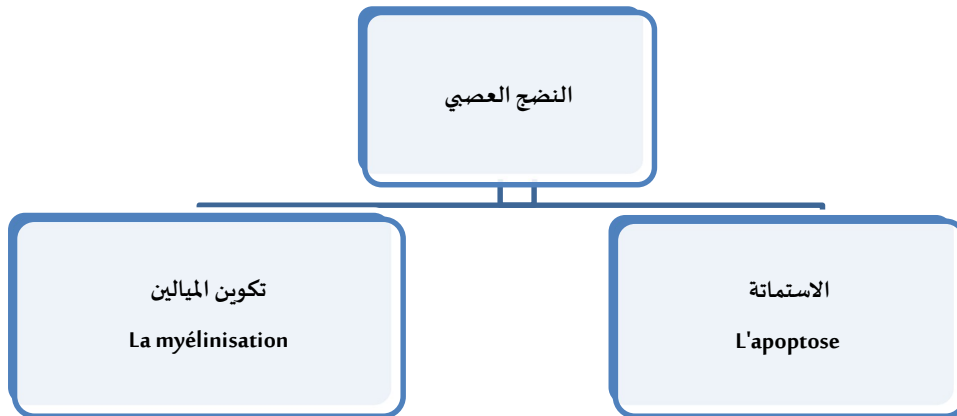 النضج العصبي
الاستماتة
L'apoptose
تكوين الميالين
La myélinisation